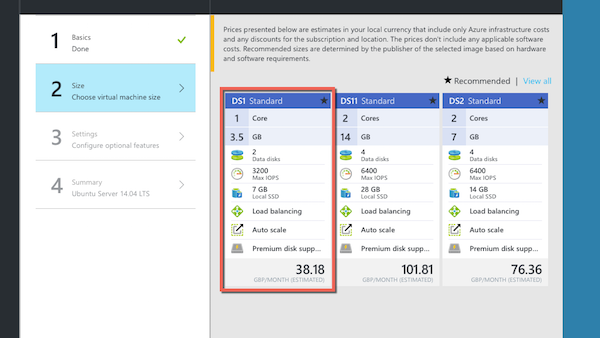 1
Basics
Done
2
Size
Choose virtual machine size
3
Settings
Configure optional features
4
Summary
Ubuntu Server 14.04 LTS
Prices presented below are estimates in your local currency that include only Azure infrastructure costs
and any discounts for the subscription and location. The prices don't include any applicable software
costs. Recommended sizes are determined by the publisher of the selected image based on hardware
and software requirements.
★ Recommended | View all
DS1 Standard ★
1 Core
3.5 GB
2
Data disks
3200
Max IOPS
7 GB
Local SSD
Load balancing
Auto scale
Premium disk supp...
38.18
GBP/MONTH (ESTIMATED)
DS11 Standard ★
2 Cores
14 GB
4
Data disks
6400
Max IOPS
28 GB
Local SSD
Load balancing
Auto scale
Premium disk supp...
101.81
GBP/MONTH (ESTIMATED)
DS2 Standard ★
2 Cores
7 GB
4
Data disks
6400
Max IOPS
14 GB
Local SSD
Load balancing
Auto scale
Premium disk supp...
76.36
GBP/MONTH (ESTIMATED)